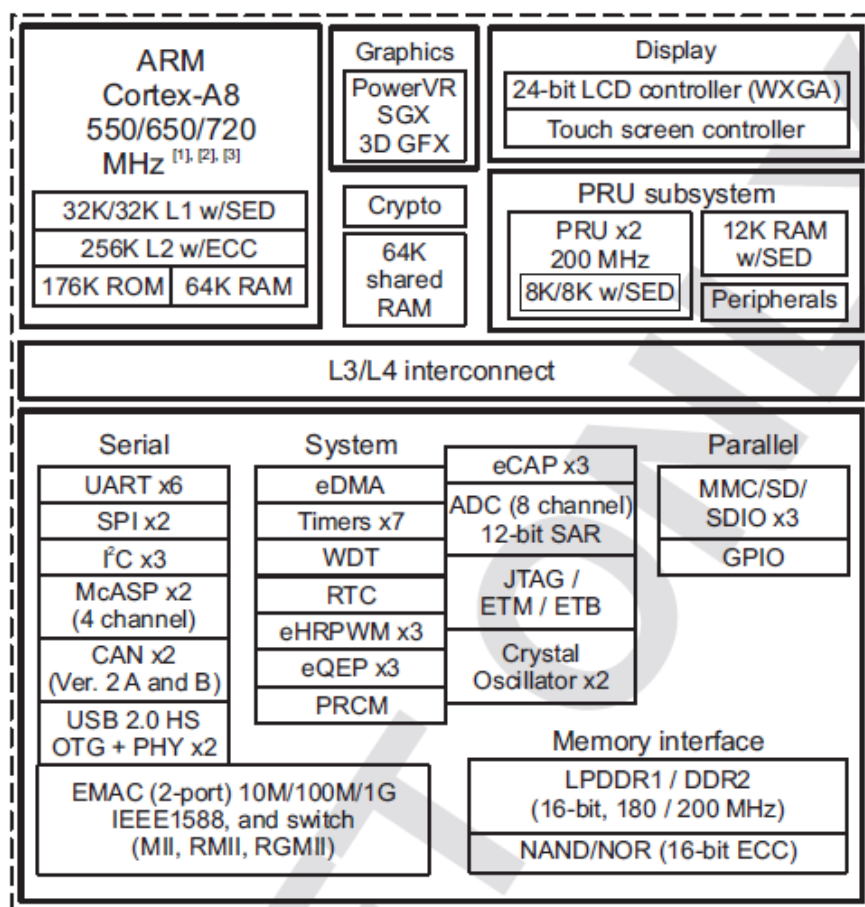 ARM
Cortex-A8
550/650/720
MHz [1], [2], [3]
32K/32K L1 w/SED
256K L2 w/ECC
176K ROM
64K RAM
Graphics
PowerVR
SGX
3D GFX
Crypto
64K
shared
RAM
Display
24-bit LCD controller (WXGA)
Touch screen controller
PRU subsystem
PRU x2
200 MHz
8K/8K w/SED
12K RAM
w/SED
Peripherals
L3/L4 interconnect
Serial
UART x6
SPI x2
I²C x3
McASP x2
(4 channel)
CAN x2
(Ver. 2 A and B)
USB 2.0 HS
OTG + PHY x2
EMAC (2-port) 10M/100M/1G
IEEE1588, and switch
(MII, RMII, RGMII)
System
eDMA
Timers x7
WDT
RTC
eHRPWM x3
eQEP x3
PRCM
eCAP x3
ADC (8 channel)
12-bit SAR
JTAG /
ETM / ETB
Crystal
Oscillator x2
Parallel
MMC/SD/
SDIO x3
GPIO
Memory interface
LPDDR1 / DDR2
(16-bit, 180 / 200 MHz)
NAND/NOR (16-bit ECC)
T ONLY